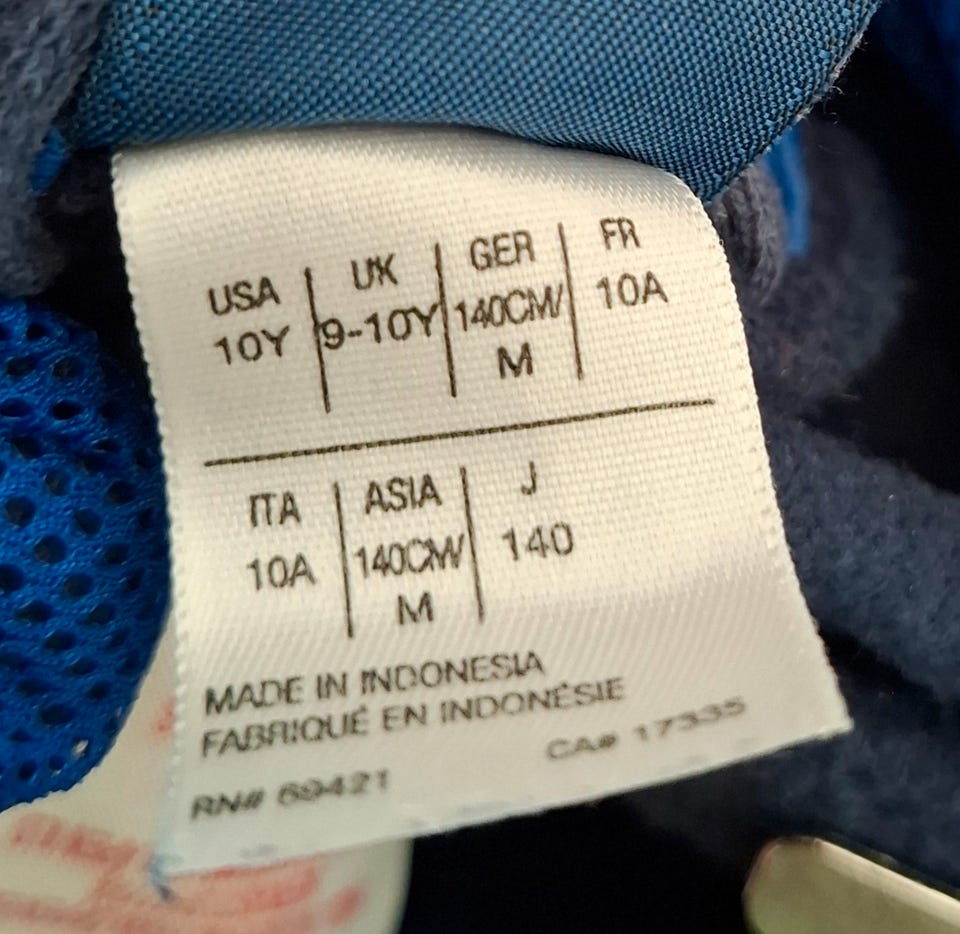 USA UK GER FR
10Y 9-10Y 140CM/ 10A
M
ITA ASIA J
10A 140CM/ 140
M
MADE IN INDONESIA
FABRIQUÉ EN INDONÉSIE
RN# 69421 CA# 17335